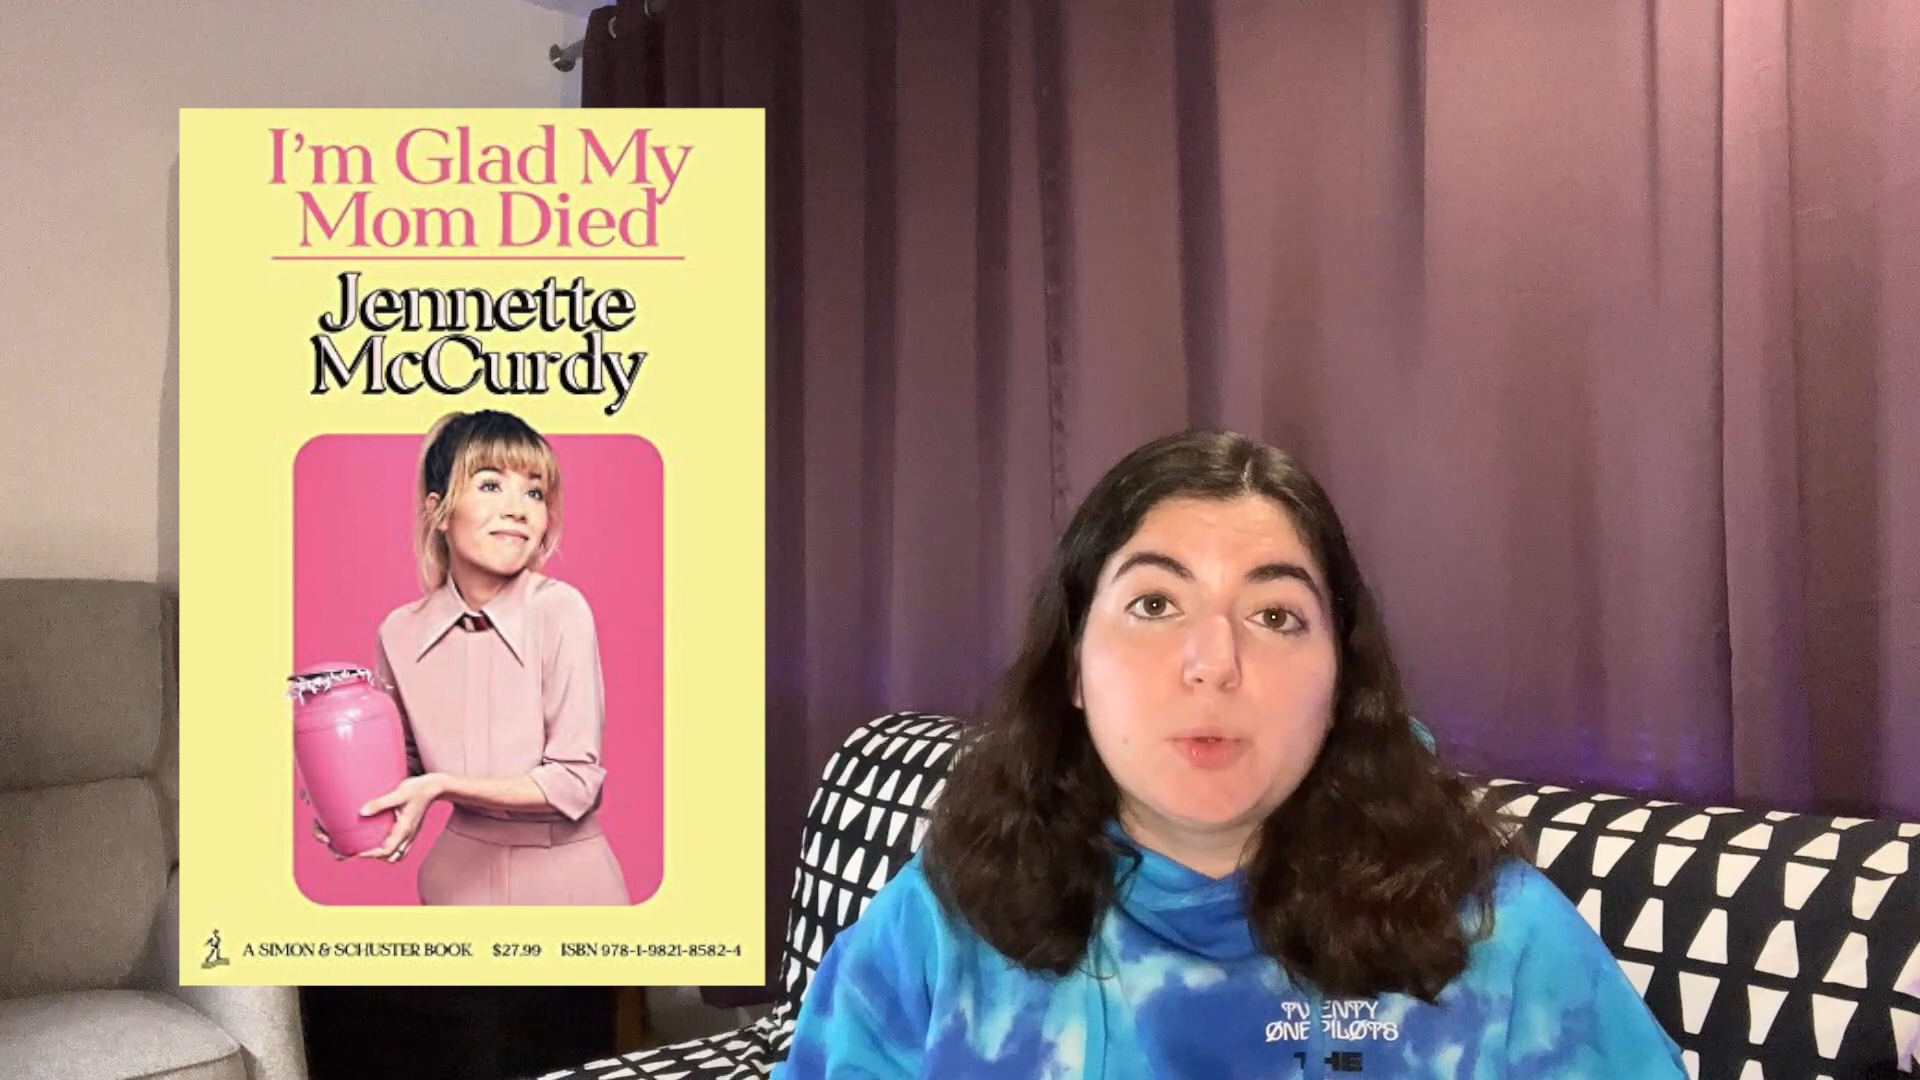 I'm Glad My
Mom Died
Jennette
McCurdy
A SIMON & SCHUSTER BOOK $27.99 ISBN 978-1-9821-8582-4
TWENTY
ØNE PILØTS
THE